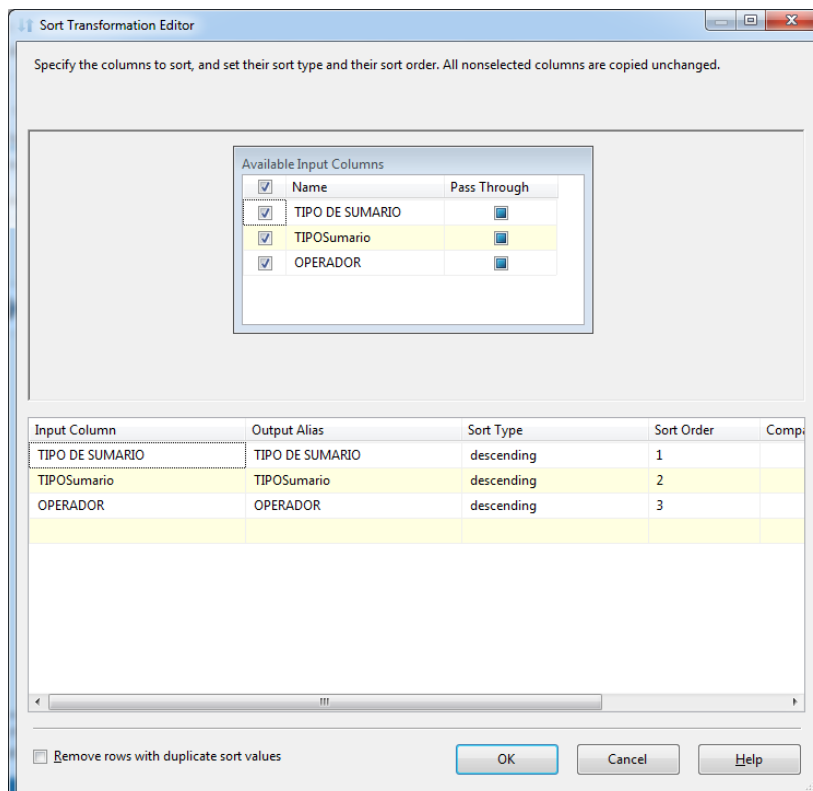 Sort Transformation Editor
Specify the columns to sort, and set their sort type and their sort order. All nonselected columns are copied unchanged.
Available Input Columns
Name Pass Through
TIPO DE SUMARIO
TIPOSumario
OPERADOR
Input Column Output Alias Sort Type Sort Order Compa
TIPO DE SUMARIO TIPO DE SUMARIO descending 1
TIPOSumario TIPOSumario descending 2
OPERADOR OPERADOR descending 3
Remove rows with duplicate sort values OK Cancel Help